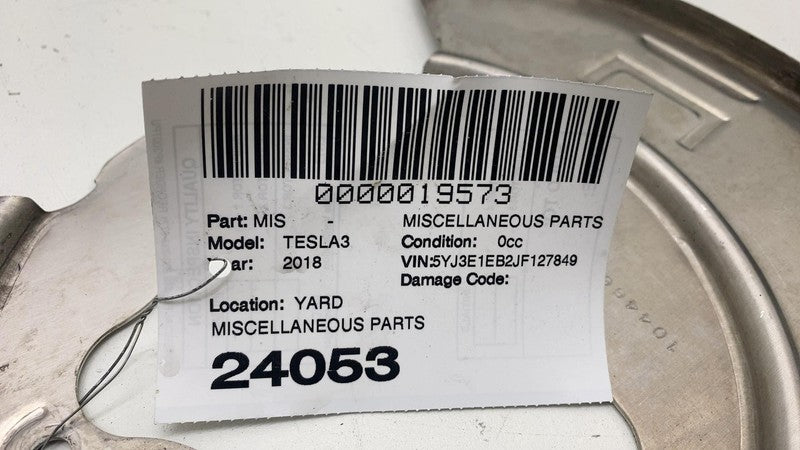 0000019573
Part: MIS - MISCELLANEOUS PARTS
Model: TESLA3 Condition: 0cc
ar: 2018 VIN:5YJ3E1EB2JF127849
Damage Code:
Location: YARD
MISCELLANEOUS PARTS
24053